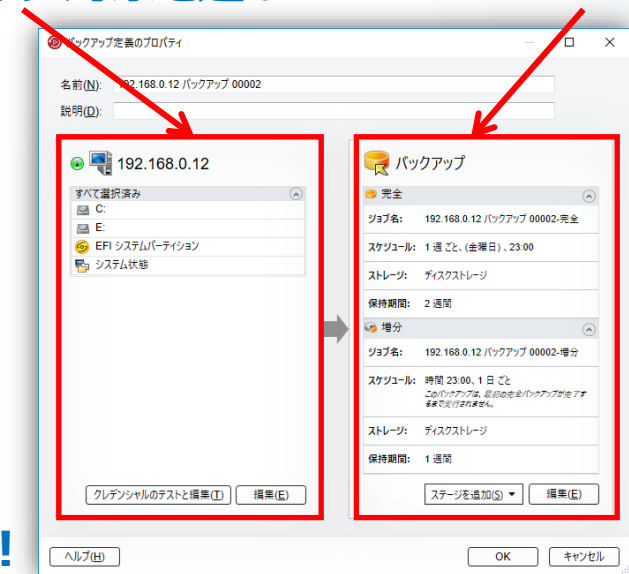 バックアップ定義のプロパティ
名前(N): 192.168.0.12 バックアップ 00002
説明(D):
192.168.0.12
すべて選択済み
C:
E:
EFI システムパーティション
システム状態
クレデンシャルのテストと編集(T)
編集(E)
バックアップ
完全
ジョブ名: 192.168.0.12 バックアップ 00002-完全
スケジュール: 1 週 ごと、(金曜日)、23:00
ストレージ: ディスクストレージ
保持期間: 2 週間
増分
ジョブ名: 192.168.0.12 バックアップ 00002-増分
スケジュール: 時間 23:00、1 日 ごと
このバックアップは、最初の完全バックアップが完了す
るまで実行されません。
ストレージ: ディスクストレージ
保持期間: 1 週間
ステージを追加(S)
編集(E)
!
ヘルプ(H)
OK
キャンセル